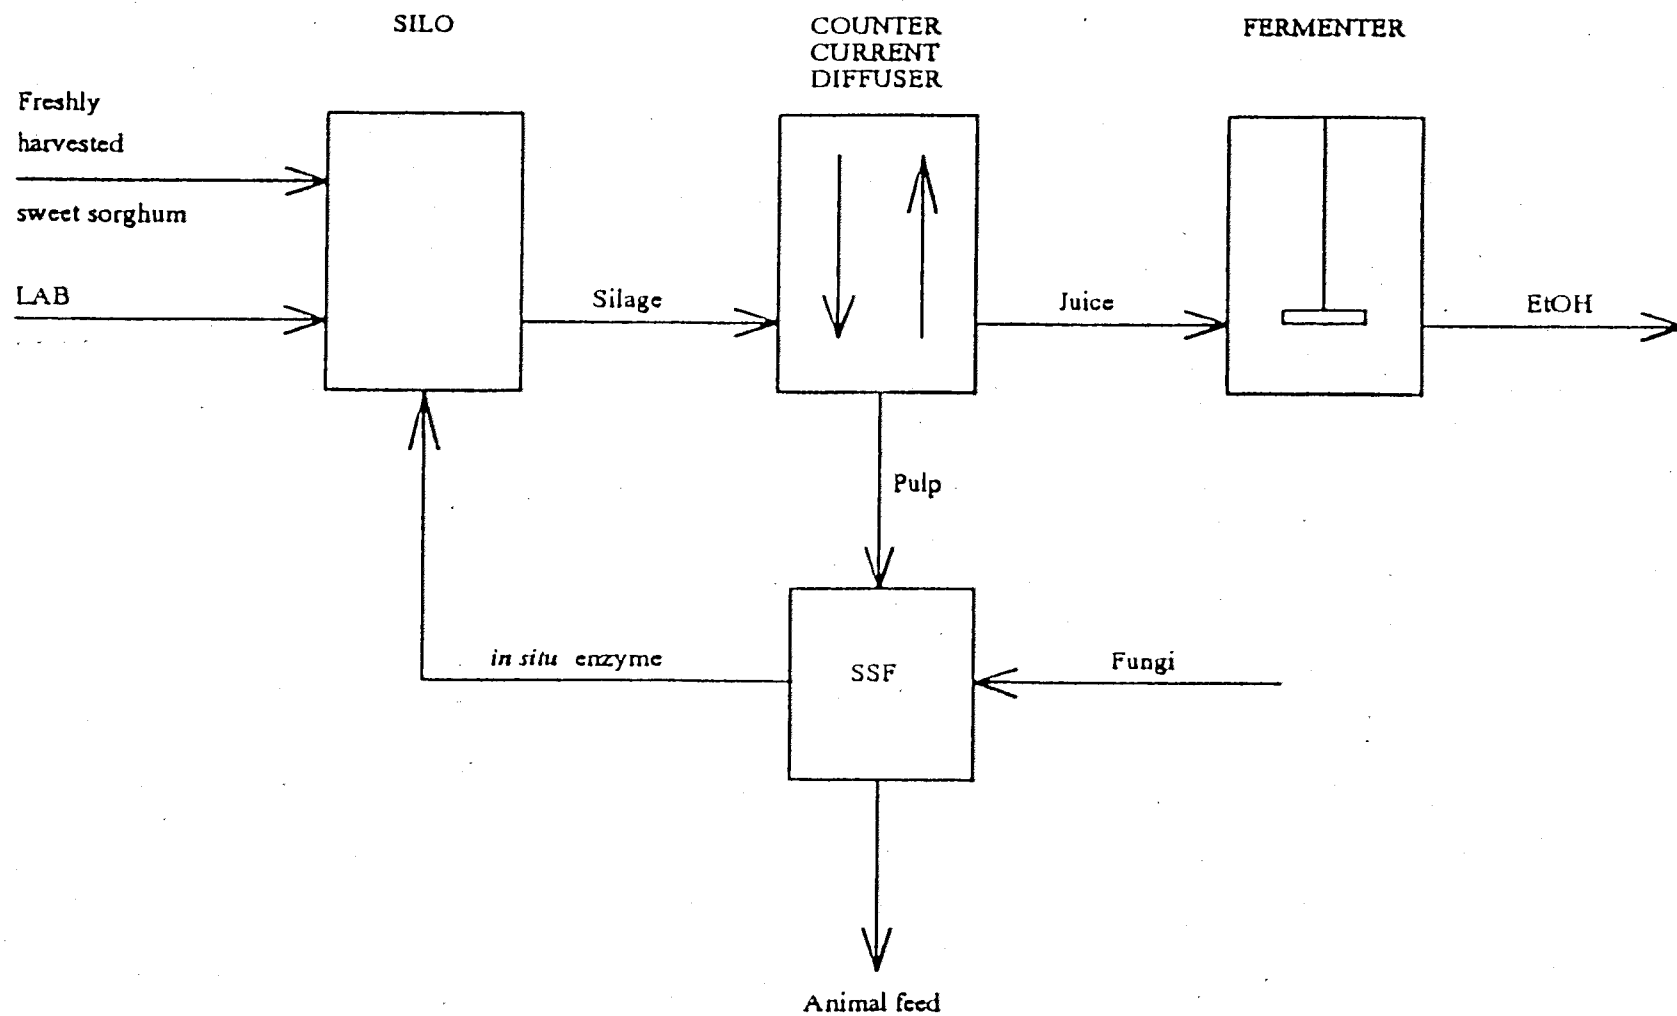 SILO
COUNTER
CURRENT
DIFFUSER
FERMENTER
Freshly
harvested
sweet sorghum
LAB
Silage
Juice
EtOH
Pulp
in situ enzyme
SSF
Fungi
Animal feed